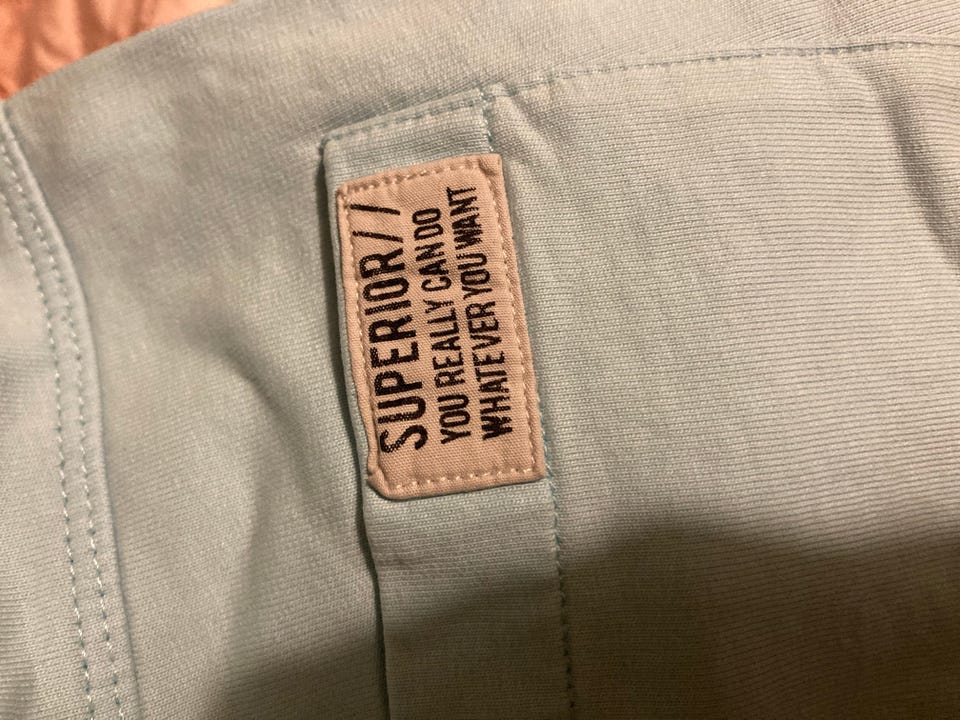 SUPERIOR//
YOU REALLY CAN DO
WHATEVER YOU WANT